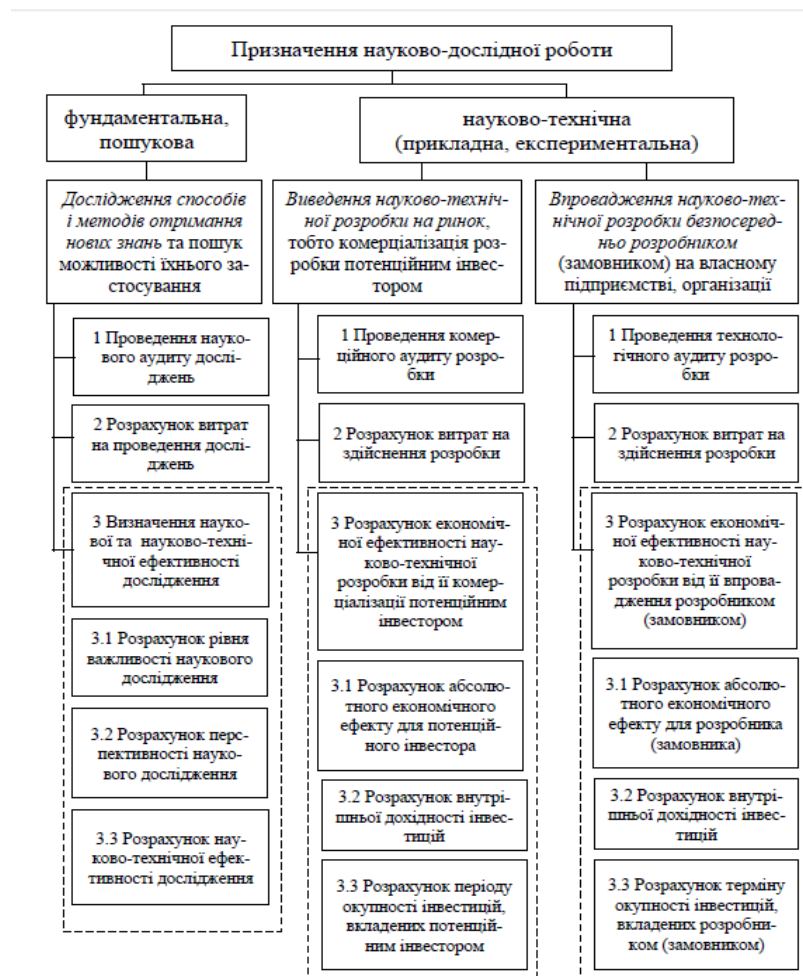 Призначення науково-дослідної роботи
фундаментальна,
пошукова
науково-технічна
(прикладна, експериментальна)
Дослідження способів
і методів отримання
нових знань та пошук
можливості їхнього за-
стосування
Виведення науково-техніч-
ної розробки на ринок,
тобто комерціалізація роз-
робки потенційним інвес-
тором
Впровадження науково-тех-
нічної розробки безпосеред-
ньо розробником
(замовником) на власному
підприємстві, організації
1 Проведення науко-
вого аудиту дослі-
джень
2 Розрахунок витрат
на проведення дослі-
джень
3 Визначення науко-
вої та науково-техні-
чної ефективності
дослідження
3.1 Розрахунок рівня
важливості наукового
дослідження
3.2 Розрахунок перс-
пективності науко-
вого дослідження
3.3 Розрахунок нау-
ково-технічної ефек-
тивності дослідження
1 Проведення комер-
ційного аудиту розро-
бки
2 Розрахунок витрат на
здійснення розробки
3 Розрахунок економіч-
ної ефективності нау-
ково-технічної
розробки від її комер-
ціалізації потенційним
інвестором
3.1 Розрахунок абсолю-
тного економічного
ефекту для потенцій-
ного інвестора
3.2 Розрахунок внутрі-
шньої дохідності інвес-
тицій
3.3 Розрахунок періоду
окупності інвестицій,
вкладених потенцій-
ним інвестором
1 Проведення техноло-
гічного аудиту розро-
бки
2 Розрахунок витрат на
здійснення розробки
3 Розрахунок економіч-
ної ефективності нау-
ково-технічної
розробки від її впро-
вадження розробником
(замовником)
3.1 Розрахунок абсолю-
тного економічного
ефекту для розробника
(замовника)
3.2 Розрахунок внутрі-
шньої дохідності інвес-
тицій
3.3 Розрахунок терміну
окупності інвестицій,
вкладених розробни-
ком (замовником)